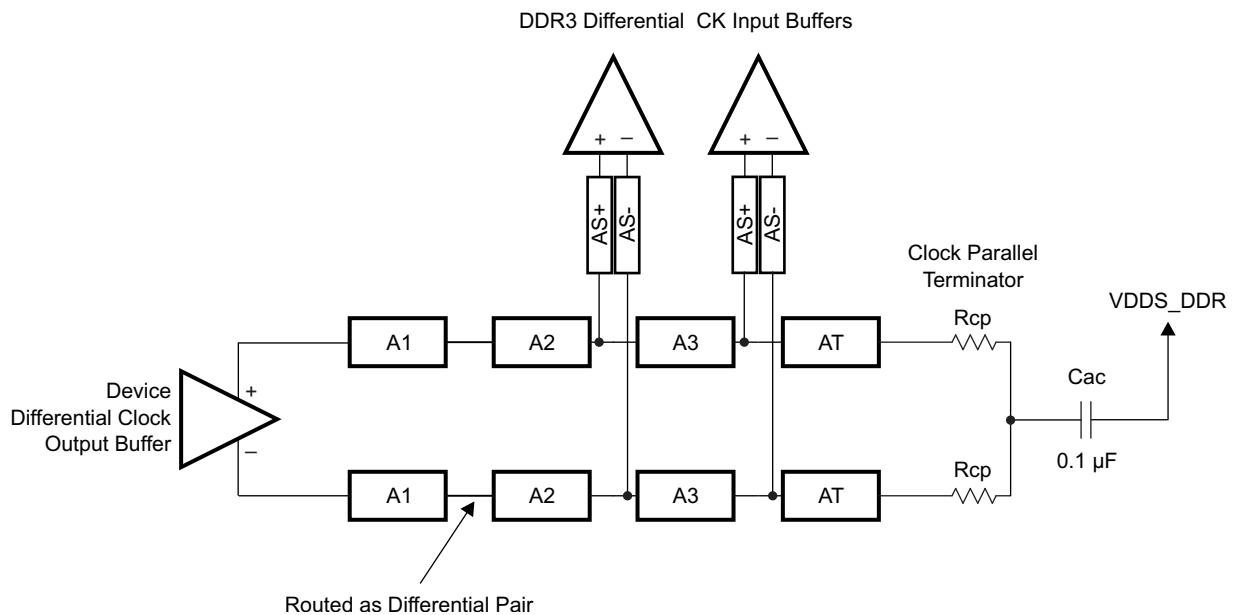 DDR3 Differential CK Input Buffers
+ − + −
AS+ AS- AS+ AS-
Clock Parallel
Terminator
VDDS_DDR
Rcp
A1 A2 A3 AT
Cac
Device
Differential Clock
Output Buffer
+
−
0.1 µF
Rcp
A1 A2 A3 AT
Routed as Differential Pair